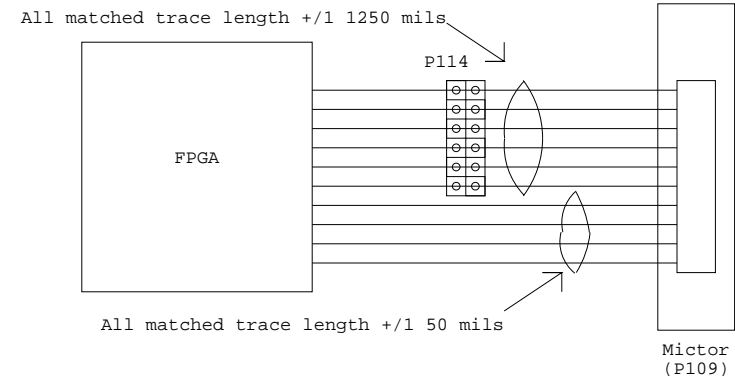 All matched trace length +/1 1250 mils
P114
FPGA
All matched trace length +/1 50 mils
Mictor
(P109)